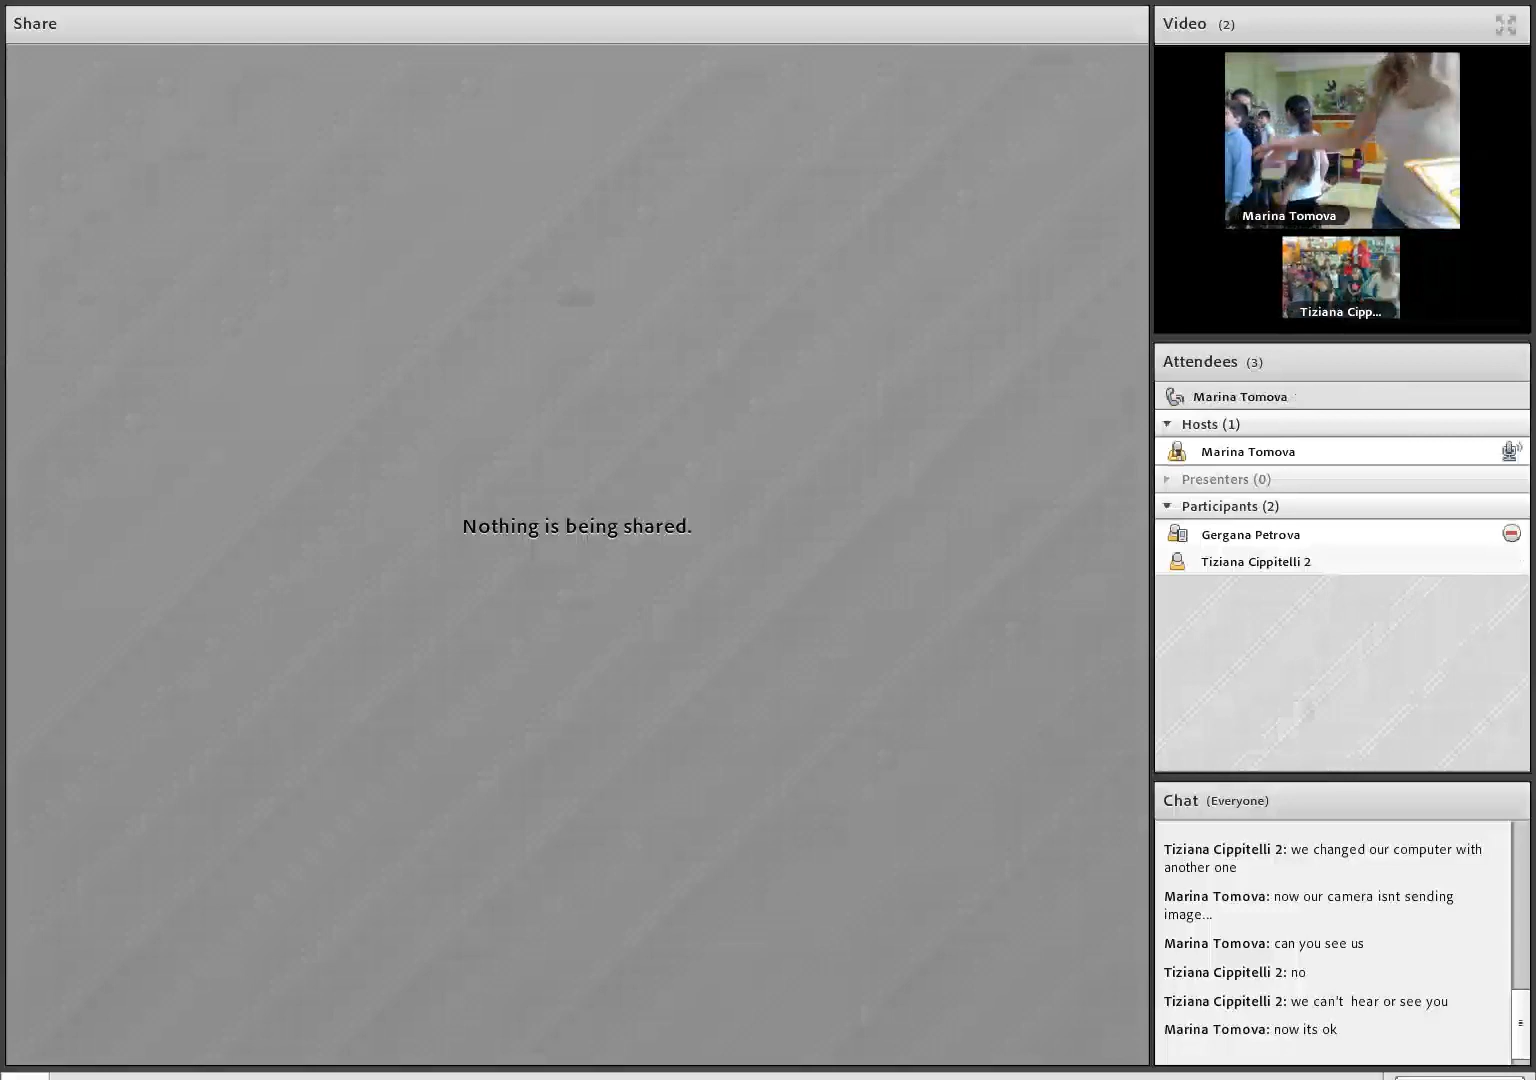 Share
Nothing is being shared.
Video (2)
Marina Tomova
Tiziana Cipp...
Attendees (3)
Marina Tomova
Hosts (1)
Marina Tomova
Presenters (0)
Participants (2)
Gergana Petrova
Tiziana Cippitelli 2
Chat (Everyone)
Tiziana Cippitelli 2: we changed our computer with
another one
Marina Tomova: now our camera isnt sending
image...
Marina Tomova: can you see us
Tiziana Cippitelli 2: no
Tiziana Cippitelli 2: we can't hear or see you
Marina Tomova: now its ok